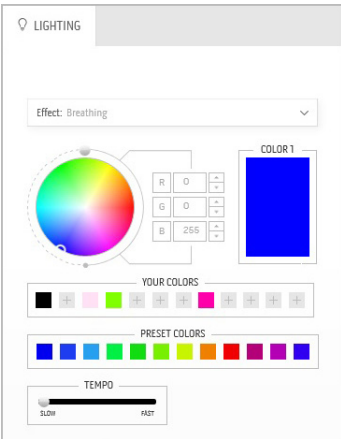 LIGHTING
Effect: Breathing
COLOR 1
R 0
G 0
B 255
YOUR COLORS
PRESET COLORS
TEMPO
SLOW FAST